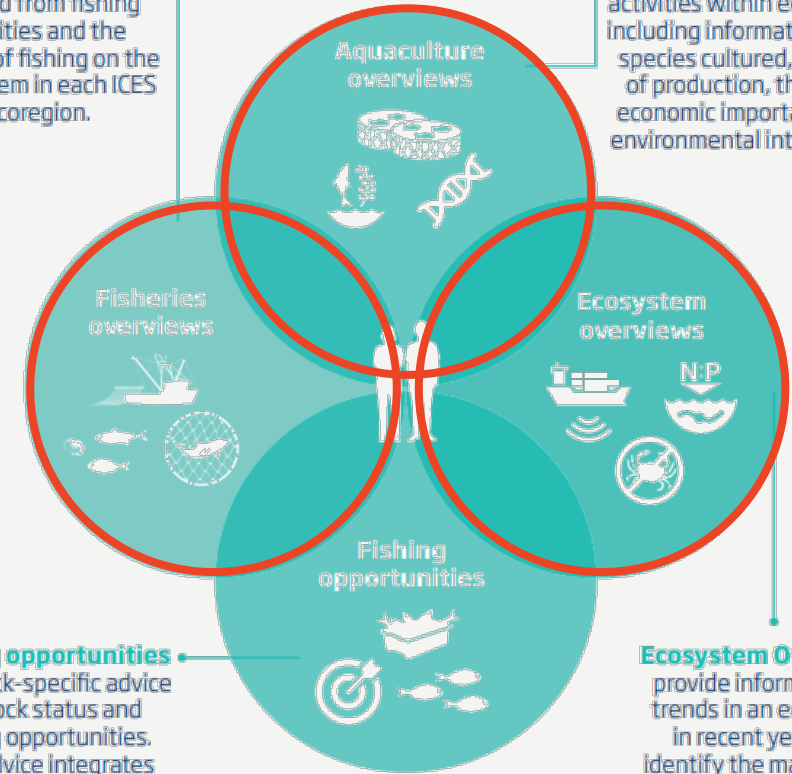 from fishing
ities and the
of fishing on the
em in each ICES
coregion.
activities within
including informat
species cultured,
of production, th
economic importa
environmental int
Aquaculture
overviews
Fisheries
overviews
Ecosystem
overviews
N:P
Fishing
opportunities
opportunities
ck-specific advice
ock status and
opportunities.
dvice integrates
Ecosystem O
provide inform
trends in an e
in recent ye
identify the ma